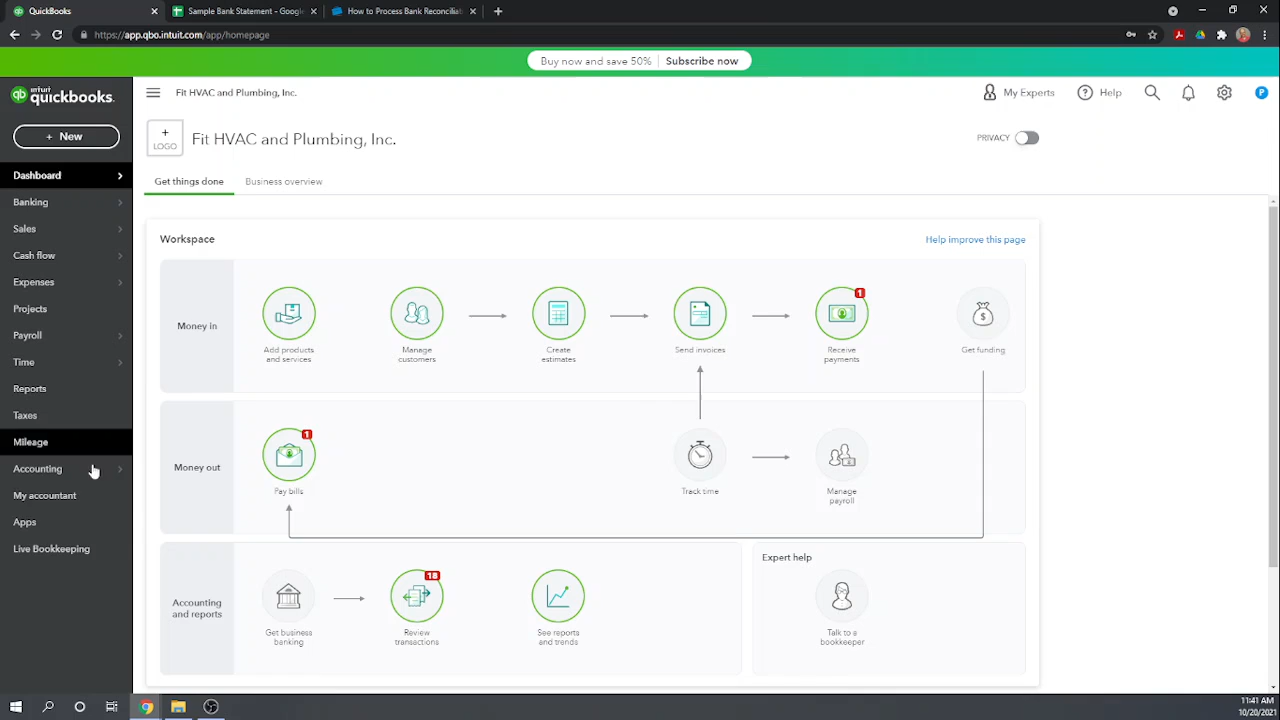 QuickBooks
Sample Bank Statement - Google
How to Process Bank Reconciliat
https://app.qbo.intuit.com/app/homepage
Buy now and save 50%
Subscribe now
intuit
quickbooks.
qb
Fit HVAC and Plumbing, Inc.
My Experts
Help
P
+ New
+
LOGO
Fit HVAC and Plumbing, Inc.
PRIVACY
Dashboard
Get things done
Business overview
Banking
Sales
Cash flow
Expenses
Projects
Payroll
Time
Reports
Taxes
Mileage
Accounting
My accountant
Apps
Live Bookkeeping
Workspace
Help improve this page
Money in
Add products
and services
Manage
customers
Create
estimates
Send invoices
1
Receive
payments
Get funding
Money out
1
Pay bills
Track time
Manage
payroll
Accounting
and reports
Get business
banking
18
Review
transactions
See reports
and trends
Expert help
Talk to a
bookkeeper
11:41 AM
10/20/2021